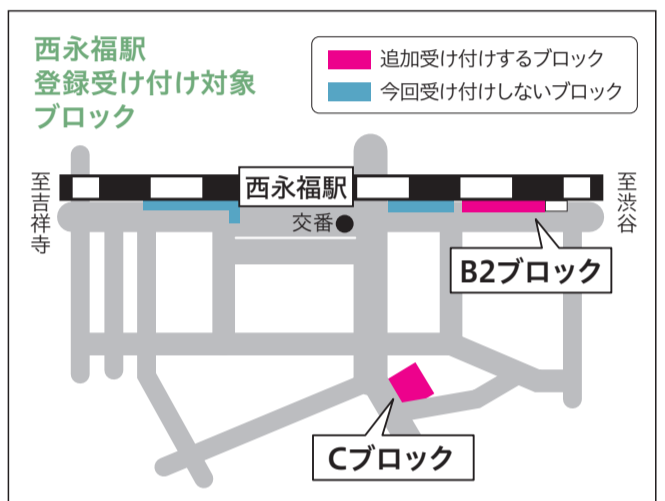 西永福駅
登録受け付け対象
ブロック
追加受け付けするブロック
今回受け付けしないブロック
至吉祥寺
西永福駅
至渋谷
交番
B2ブロック
Cブロック